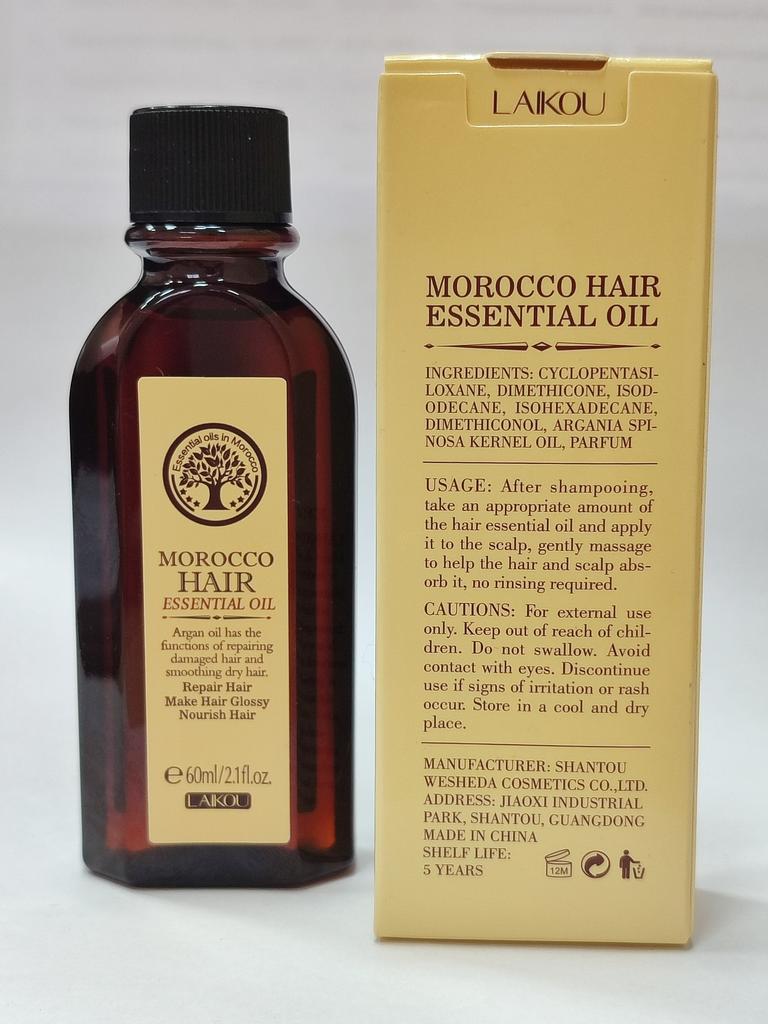 Essential oils in Morocco
MOROCCO
HAIR
ESSENTIAL OIL
Argan oil has the
functions of repairing
damaged hair and
smoothing dry hair.
Repair Hair
Make Hair Glossy
Nourish Hair
e 60ml/2.1fl.oz.
LAIKOU
LAIKOU
MOROCCO HAIR
ESSENTIAL OIL
INGREDIENTS: CYCLOPENTASI-
LOXANE, DIMETHICONE, ISOD-
ODECANE, ISOHEXADECANE,
DIMETHICONOL, ARGANIA SPI-
NOSA KERNEL OIL, PARFUM
USAGE: After shampooing,
take an appropriate amount of
the hair essential oil and apply
it to the scalp, gently massage
to help the hair and scalp abs-
orb it, no rinsing required.
CAUTIONS: For external use
only. Keep out of reach of chil-
dren. Do not swallow. Avoid
contact with eyes. Discontinue
use if signs of irritation or rash
occur. Store in a cool and dry
place.
MANUFACTURER: SHANTOU
WESHEDA COSMETICS CO.,LTD.
ADDRESS: JIAOXI INDUSTRIAL
PARK, SHANTOU, GUANGDONG
MADE IN CHINA
SHELF LIFE:
5 YEARS
12M